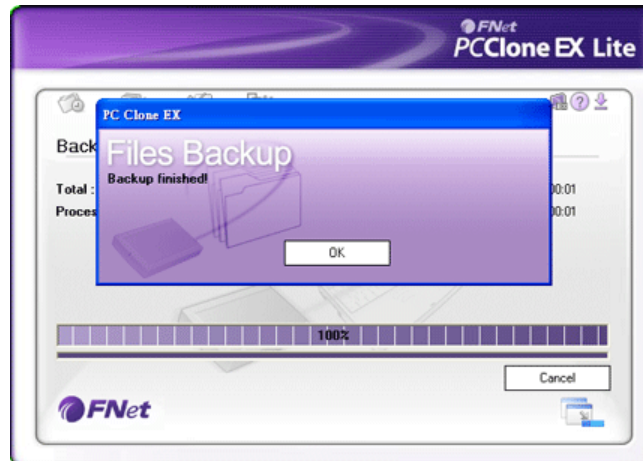 FNet
PCClone EX Lite
PC Clone EX
Files Backup
Backup finished!
OK
Back
Total :
00:01
Proces
00:01
100%
Cancel
FNet